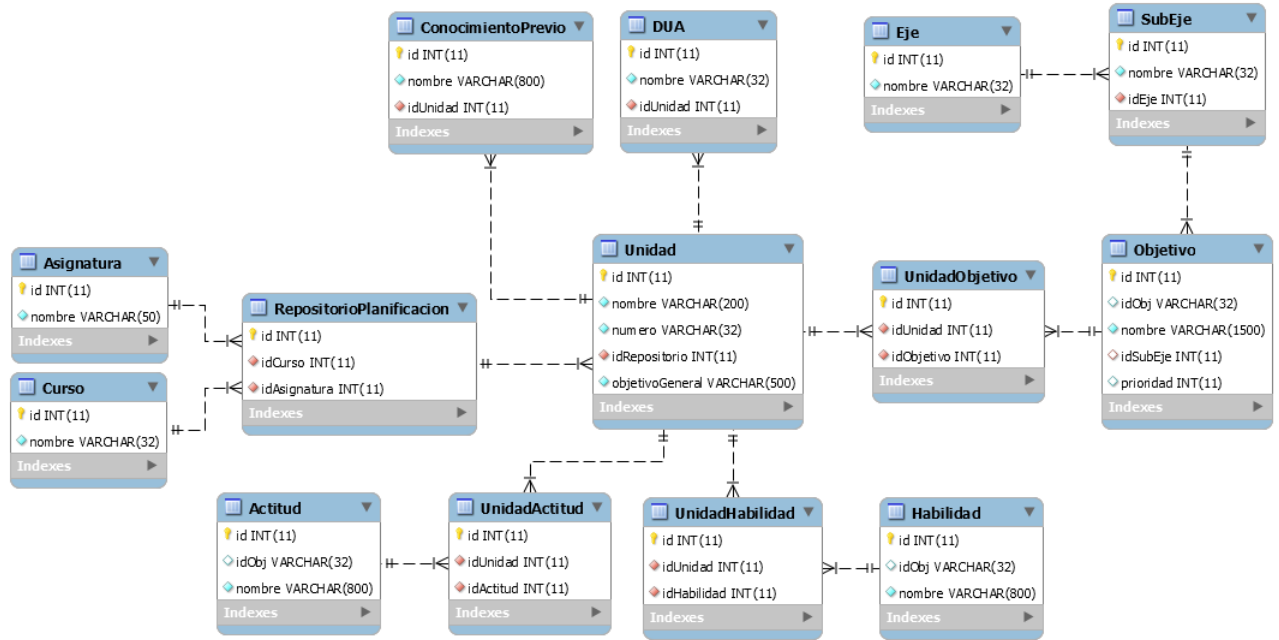 ConocimientoPrevio
id INT(11)
nombre VARCHAR(800)
idUnidad INT(11)
Indexes
DUA
id INT(11)
nombre VARCHAR(32)
idUnidad INT(11)
Indexes
Eje
id INT(11)
nombre VARCHAR(32)
Indexes
SubEje
id INT(11)
nombre VARCHAR(32)
idEje INT(11)
Indexes
Asignatura
id INT(11)
nombre VARCHAR(50)
Indexes
Curso
id INT(11)
nombre VARCHAR(32)
Indexes
RepositorioPlanificacion
id INT(11)
idCurso INT(11)
idAsignatura INT(11)
Indexes
Unidad
id INT(11)
nombre VARCHAR(200)
numero VARCHAR(32)
idRepositorio INT(11)
objetivoGeneral VARCHAR(500)
Indexes
UnidadObjetivo
id INT(11)
idUnidad INT(11)
idObjetivo INT(11)
Indexes
Objetivo
id INT(11)
idObj VARCHAR(32)
nombre VARCHAR(1500)
idSubEje INT(11)
prioridad INT(11)
Indexes
Actitud
id INT(11)
idObj VARCHAR(32)
nombre VARCHAR(800)
Indexes
UnidadActitud
id INT(11)
idUnidad INT(11)
idActitud INT(11)
Indexes
UnidadHabilidad
id INT(11)
idUnidad INT(11)
idHabilidad INT(11)
Indexes
Habilidad
id INT(11)
idObj VARCHAR(32)
nombre VARCHAR(800)
Indexes